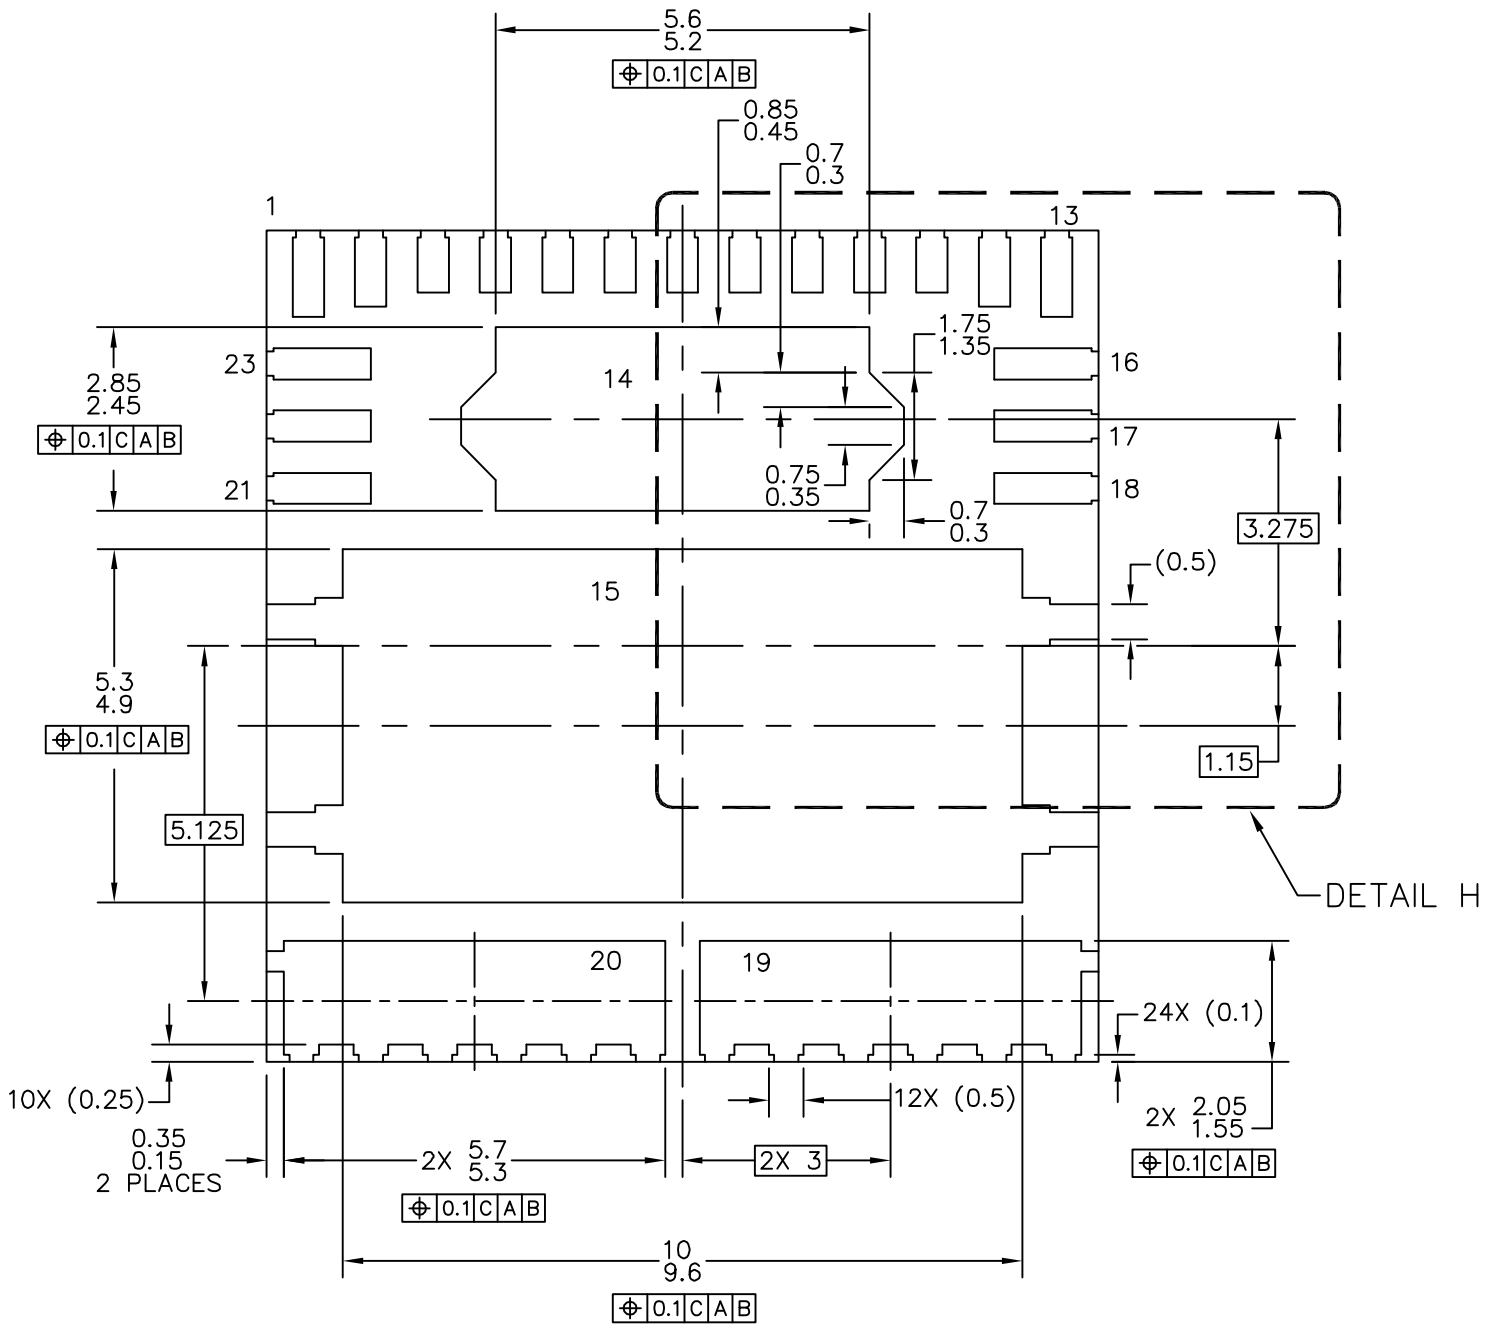 5.6
5.2
⌖ 0.1 C A B
0.85
0.45
0.7
0.3
1
13
1.75
1.35
23
14
16
2.85
2.45
⌖ 0.1 C A B
17
0.75
0.35
21
18
0.7
0.3
3.275
(0.5)
15
5.3
4.9
⌖ 0.1 C A B
1.15
5.125
DETAIL H
20
19
24X (0.1)
10X (0.25)
12X (0.5)
2X 2.05
1.55
⌖ 0.1 C A B
0.35
0.15
2 PLACES
2X 5.7
5.3
⌖ 0.1 C A B
2X 3
10
9.6
⌖ 0.1 C A B